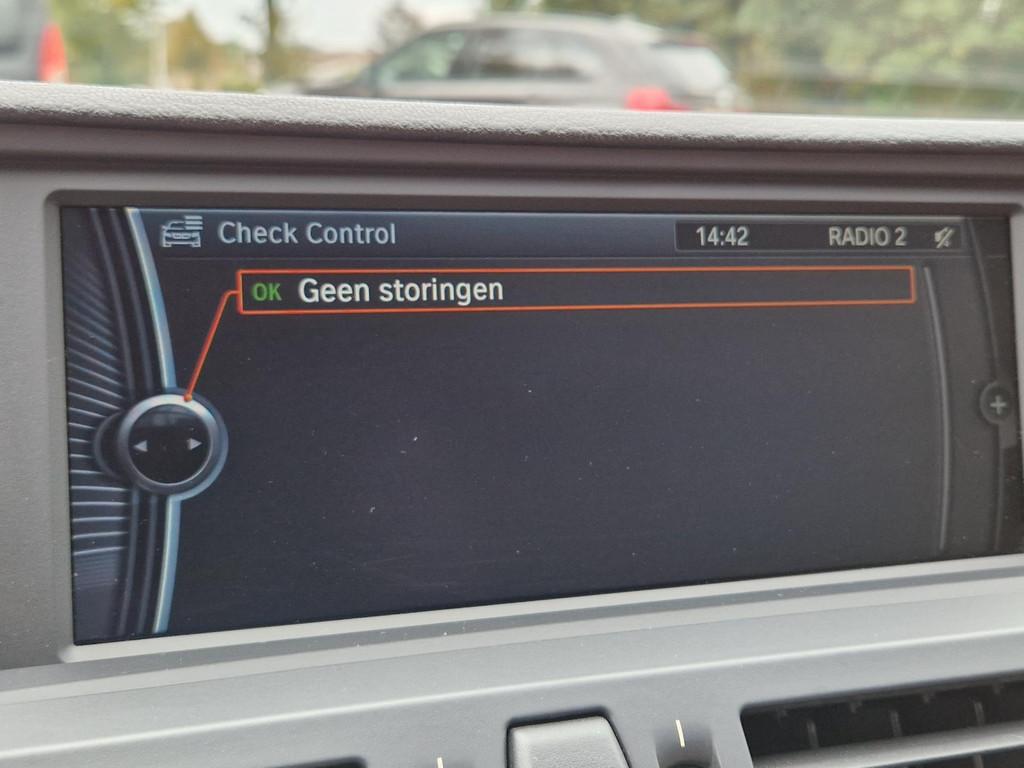 Check Control
14:42 RADIO 2
OK Geen storingen